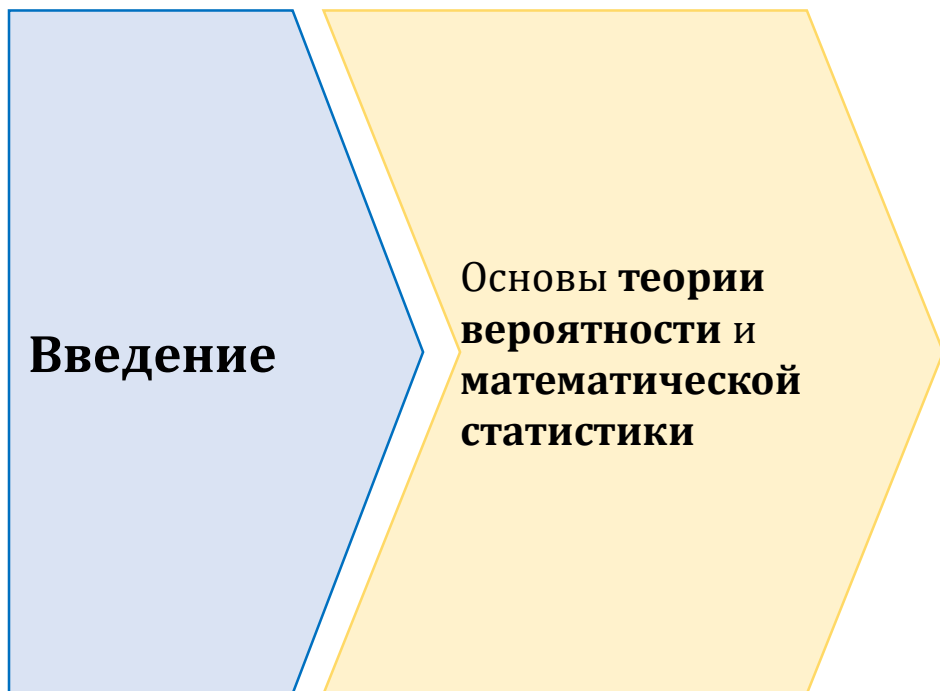 Введение
Основы теории
вероятности и
математической
статистики